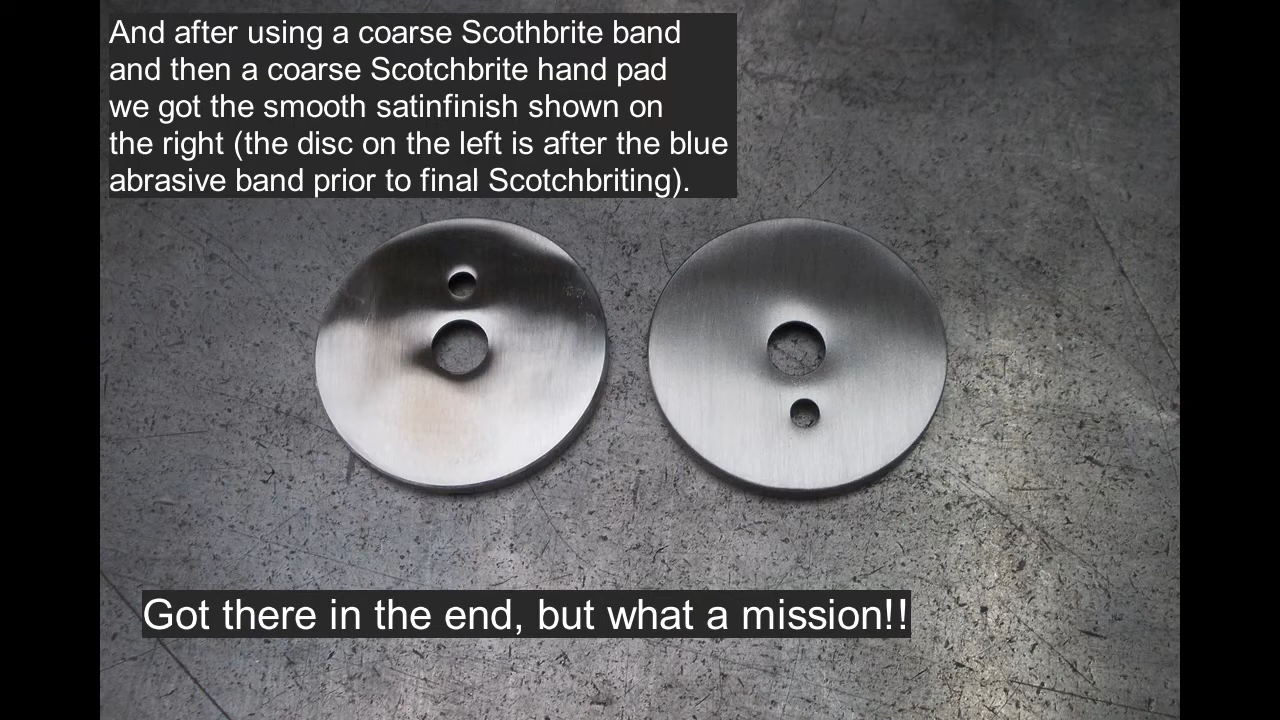 And after using a coarse Scothbrite band
and then a coarse Scotchbrite hand pad
we got the smooth satinfinish shown on
the right (the disc on the left is after the blue
abrasive band prior to final Scotchbriting).
Got there in the end, but what a mission!!